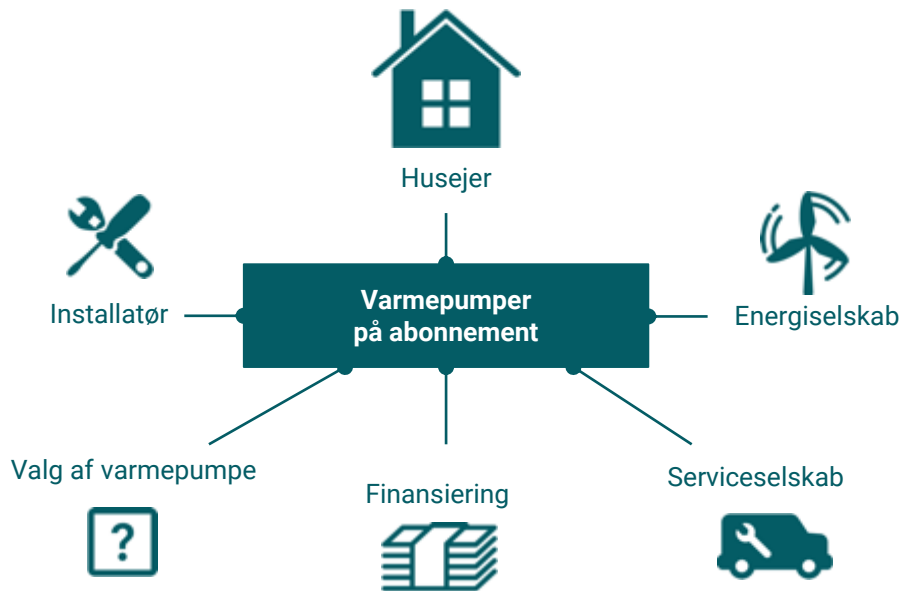 Husejer
Installatør
Varmepumper
på abonnement
Energiselskab
Valg af varmepumpe
Finansiering
Serviceselskab
?